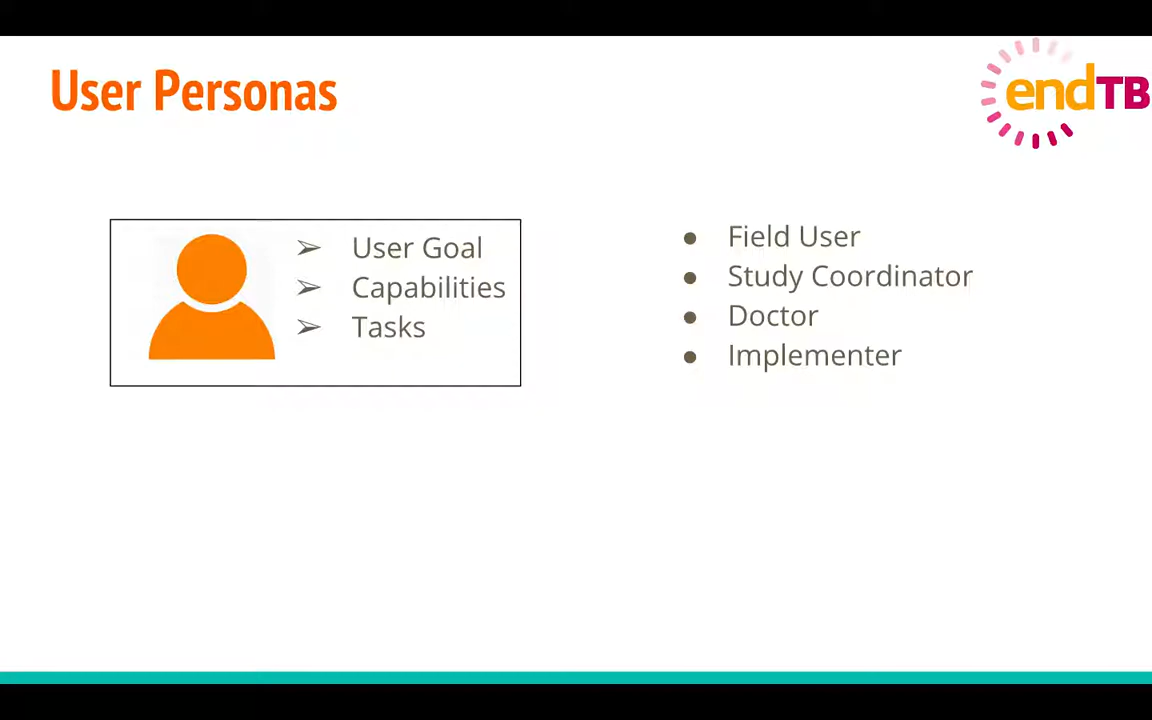 User Personas
endTB
➢ User Goal
➢ Capabilities
➢ Tasks
● Field User
● Study Coordinator
● Doctor
● Implementer